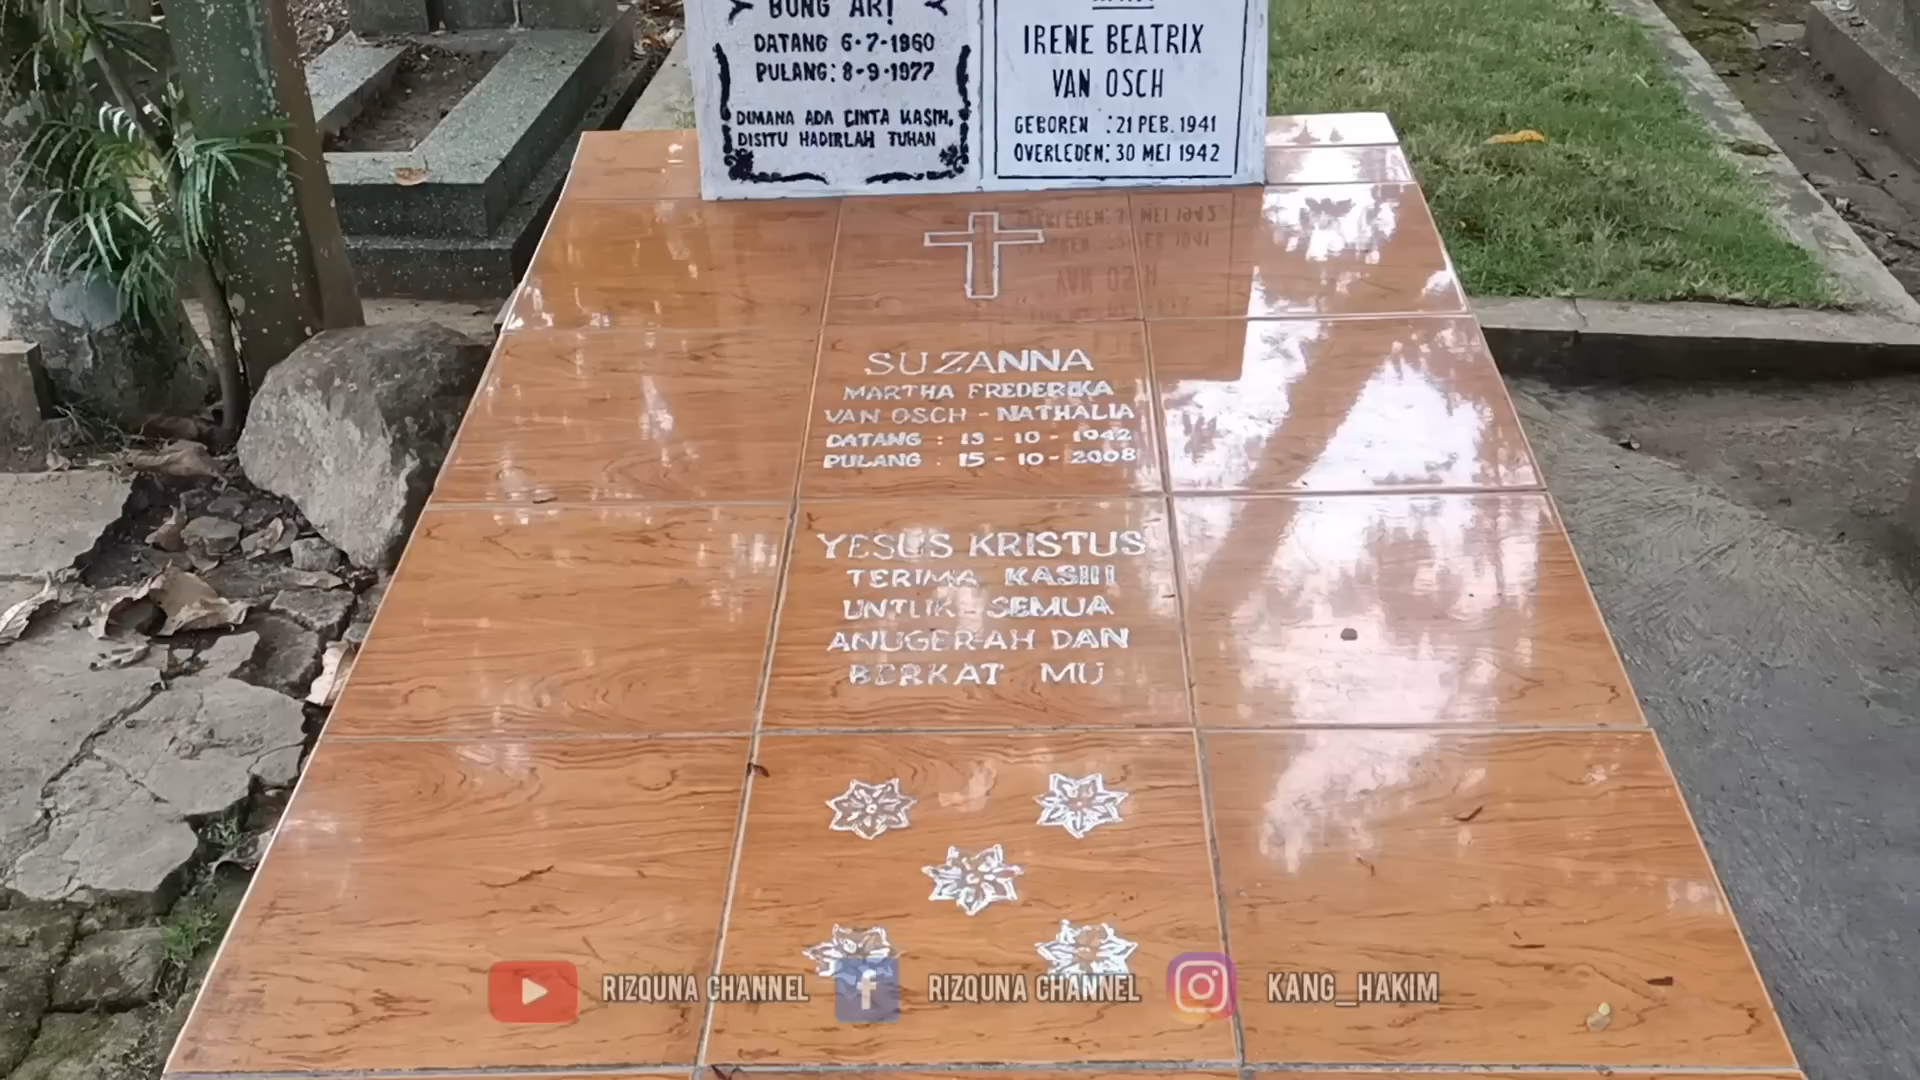 BUNG ARI
DATANG 6-7-1960
PULANG: 8-9-1977
DIMANA ADA CINTA KASIH,
DISITU HADIRLAH TUHAN
IRENE BEATRIX
VAN OSCH
GEBOREN : 21 PEB. 1941
OVERLEDEN: 30 MEI 1942
SUZANNA
MARTHA FREDERIKA
VAN OSCH - NATHALIA
DATANG : 13 - 10 - 1942
PULANG : 15 - 10 - 2008
YESUS KRISTUS
TERIMA KASIH
UNTUK SEMUA
ANUGERAH DAN
BERKAT MU
RIZQUNA CHANNEL
RIZQUNA CHANNEL
KANG_HAKIM